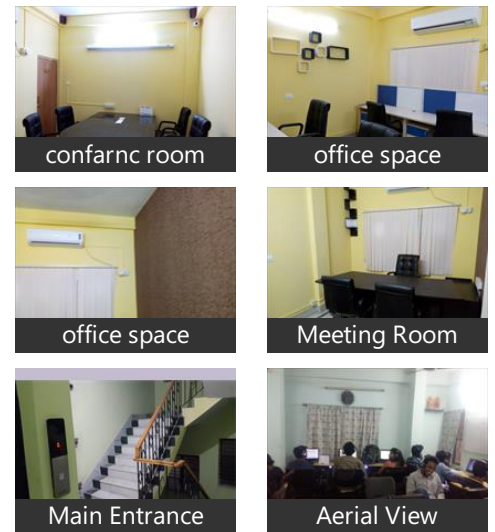 confarnc room
office space
office space
Meeting Room
Main Entrance
Aerial View